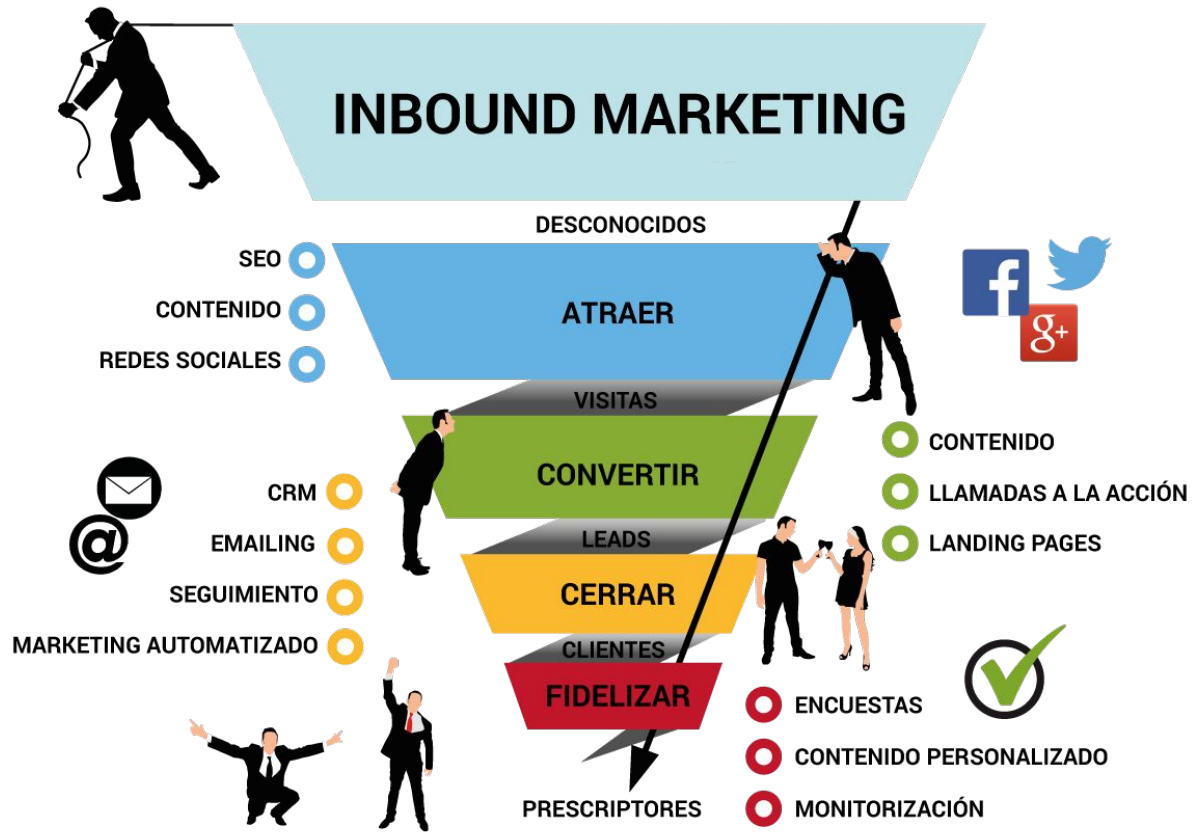 INBOUND MARKETING
DESCONOCIDOS
SEO
CONTENIDO
REDES SOCIALES
ATRAER
f
g+
VISITAS
CONVERTIR
CONTENIDO
LLAMADAS A LA ACCIÓN
LANDING PAGES
LEADS
@
CRM
EMAILING
SEGUIMIENTO
MARKETING AUTOMATIZADO
CERRAR
CLIENTES
FIDELIZAR
ENCUESTAS
CONTENIDO PERSONALIZADO
MONITORIZACIÓN
PRESCRIPTORES